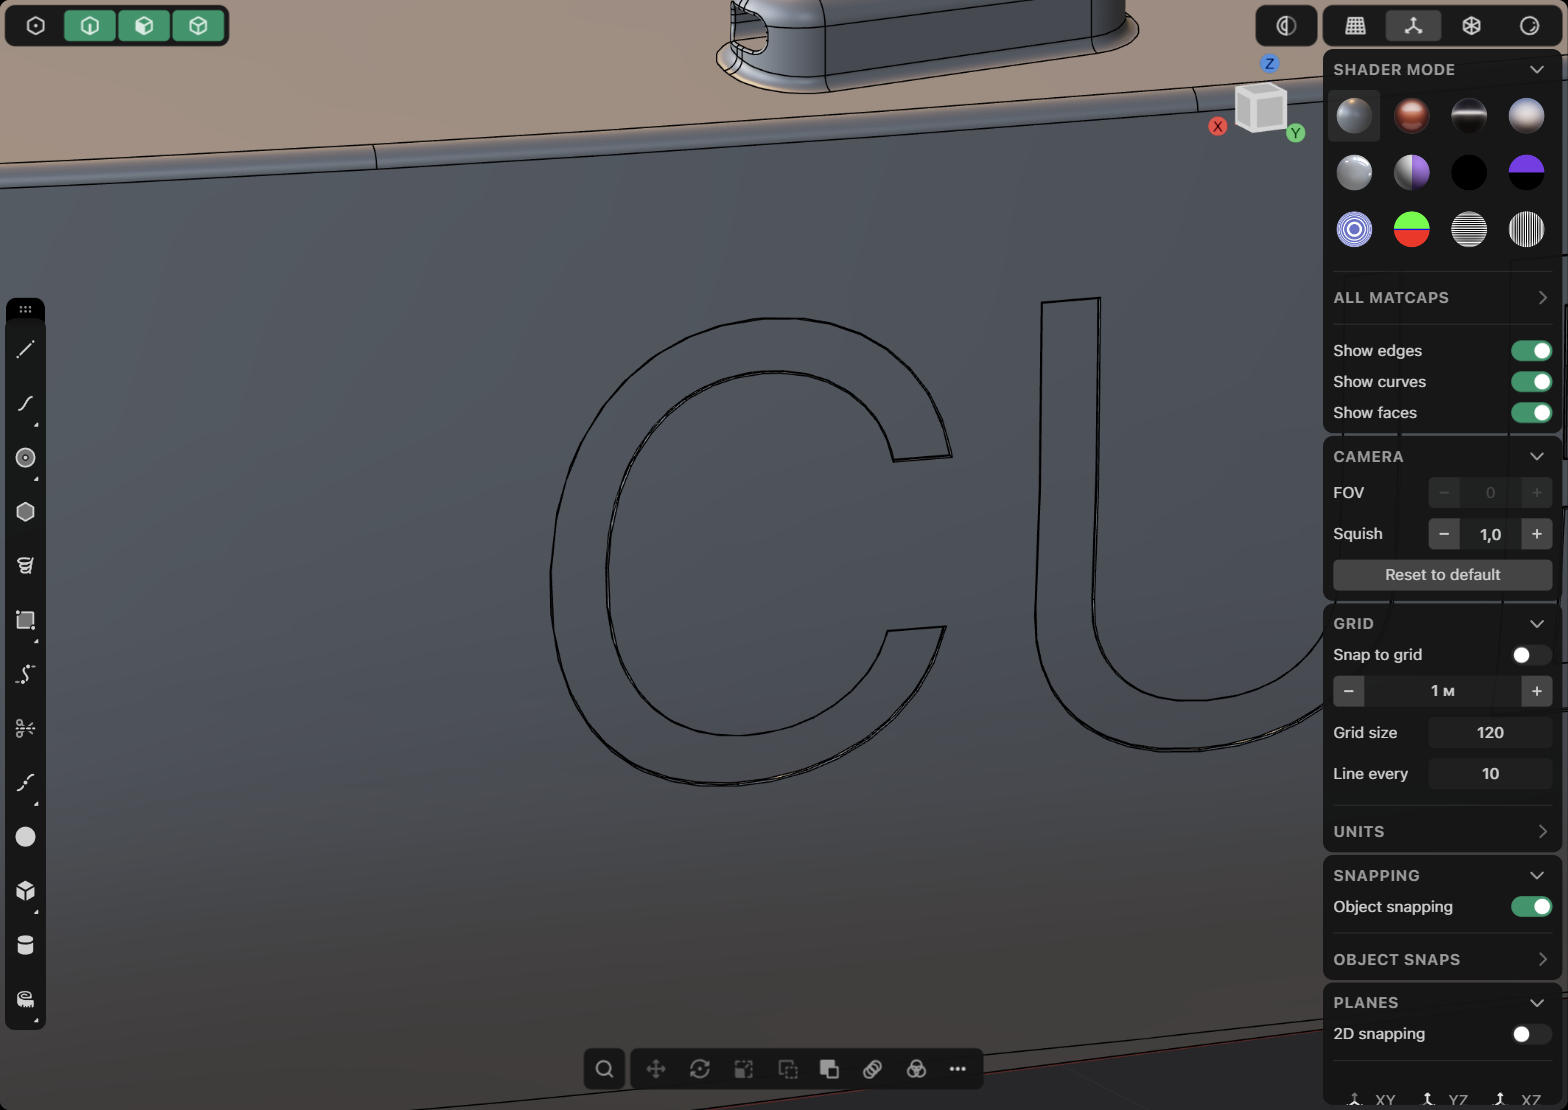 Z
X
Y
CU
SHADER MODE
ALL MATCAPS
Show edges
Show curves
Show faces
CAMERA
FOV − 0 +
Squish − 1,0 +
Reset to default
GRID
Snap to grid
− 1 м +
Grid size 120
Line every 10
UNITS
SNAPPING
Object snapping
OBJECT SNAPS
PLANES
2D snapping
XY YZ XZ